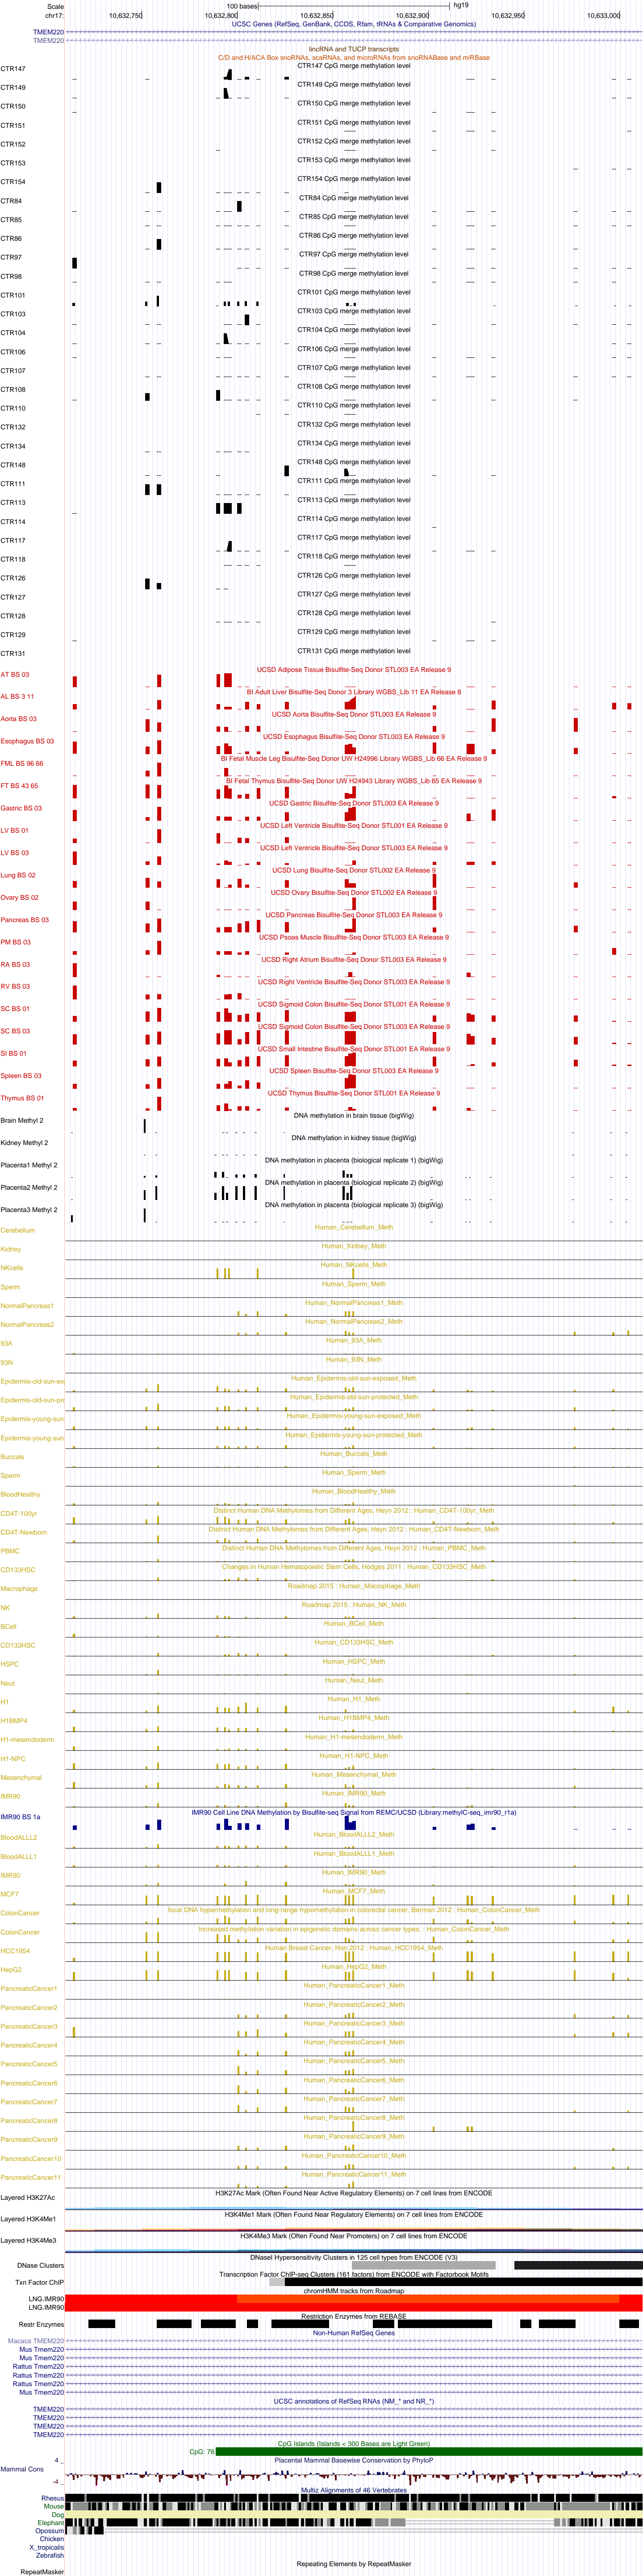 Scale 100 bases hg19
chr17: 10,632,750 10,632,800 10,632,850 10,632,900 10,632,950 10,633,000
UCSC Genes (RefSeq, GenBank, CCDS, Rfam, tRNAs & Comparative Genomics)
TMEM220
TMEM220
lincRNA and TUCP transcripts
C/D and H/ACA Box snoRNAs, scaRNAs, and microRNAs from snoRNABase and miRBase
CTR147 CpG merge methylation level
CTR147
CTR149 CpG merge methylation level
CTR149
CTR150 CpG merge methylation level
CTR150
CTR151 CpG merge methylation level
CTR151
CTR152 CpG merge methylation level
CTR152
CTR153 CpG merge methylation level
CTR153
CTR154 CpG merge methylation level
CTR154
CTR84 CpG merge methylation level
CTR84
CTR85 CpG merge methylation level
CTR85
CTR86 CpG merge methylation level
CTR86
CTR97 CpG merge methylation level
CTR97
CTR98 CpG merge methylation level
CTR98
CTR101 CpG merge methylation level
CTR101
CTR103 CpG merge methylation level
CTR103
CTR104 CpG merge methylation level
CTR104
CTR106 CpG merge methylation level
CTR106
CTR107 CpG merge methylation level
CTR107
CTR108 CpG merge methylation level
CTR108
CTR110 CpG merge methylation level
CTR110
CTR132 CpG merge methylation level
CTR132
CTR134 CpG merge methylation level
CTR134
CTR148 CpG merge methylation level
CTR148
CTR111 CpG merge methylation level
CTR111
CTR113 CpG merge methylation level
CTR113
CTR114 CpG merge methylation level
CTR114
CTR117 CpG merge methylation level
CTR117
CTR118 CpG merge methylation level
CTR118
CTR126 CpG merge methylation level
CTR126
CTR127 CpG merge methylation level
CTR127
CTR128 CpG merge methylation level
CTR128
CTR129 CpG merge methylation level
CTR129
CTR131 CpG merge methylation level
CTR131
UCSD Adipose Tissue Bisulfite-Seq Donor STL003 EA Release 9
AT BS 03
BI Adult Liver Bisulfite-Seq Donor 3 Library WGBS_Lib 11 EA Release 8
AL BS 3 11
UCSD Aorta Bisulfite-Seq Donor STL003 EA Release 9
Aorta BS 03
UCSD Esophagus Bisulfite-Seq Donor STL003 EA Release 9
Esophagus BS 03
BI Fetal Muscle Leg Bisulfite-Seq Donor UW H24996 Library WGBS_Lib 66 EA Release 9
FML BS 96 66
BI Fetal Thymus Bisulfite-Seq Donor UW H24943 Library WGBS_Lib 65 EA Release 9
FT BS 43 65
UCSD Gastric Bisulfite-Seq Donor STL003 EA Release 9
Gastric BS 03
UCSD Left Ventricle Bisulfite-Seq Donor STL001 EA Release 9
LV BS 01
UCSD Left Ventricle Bisulfite-Seq Donor STL003 EA Release 9
LV BS 03
UCSD Lung Bisulfite-Seq Donor STL002 EA Release 9
Lung BS 02
UCSD Ovary Bisulfite-Seq Donor STL002 EA Release 9
Ovary BS 02
UCSD Pancreas Bisulfite-Seq Donor STL003 EA Release 9
Pancreas BS 03
UCSD Psoas Muscle Bisulfite-Seq Donor STL003 EA Release 9
PM BS 03
UCSD Right Atrium Bisulfite-Seq Donor STL003 EA Release 9
RA BS 03
UCSD Right Ventricle Bisulfite-Seq Donor STL003 EA Release 9
RV BS 03
UCSD Sigmoid Colon Bisulfite-Seq Donor STL001 EA Release 9
SC BS 01
UCSD Sigmoid Colon Bisulfite-Seq Donor STL003 EA Release 9
SC BS 03
UCSD Small Intestine Bisulfite-Seq Donor STL001 EA Release 9
SI BS 01
UCSD Spleen Bisulfite-Seq Donor STL003 EA Release 9
Spleen BS 03
UCSD Thymus Bisulfite-Seq Donor STL001 EA Release 9
Thymus BS 01
DNA methylation in brain tissue (bigWig)
Brain Methyl 2
DNA methylation in kidney tissue (bigWig)
Kidney Methyl 2
DNA methylation in placenta (biological replicate 1) (bigWig)
Placenta1 Methyl 2
DNA methylation in placenta (biological replicate 2) (bigWig)
Placenta2 Methyl 2
DNA methylation in placenta (biological replicate 3) (bigWig)
Placenta3 Methyl 2
Human_Cerebellum_Meth
Cerebellum
Human_Kidney_Meth
Kidney
Human_NKcells_Meth
NKcells
Human_Sperm_Meth
Sperm
Human_NormalPancreas1_Meth
NormalPancreas1
Human_NormalPancreas2_Meth
NormalPancreas2
Human_93A_Meth
93A
Human_93N_Meth
93N
Human_Epidermis-old-sun-exposed_Meth
Epidermis-old-sun-ex
Human_Epidermis-old-sun-protected_Meth
Epidermis-old-sun-pro
Human_Epidermis-young-sun-exposed_Meth
Epidermis-young-sun
Human_Epidermis-young-sun-protected_Meth
Epidermis-young-sun
Human_Buccals_Meth
Buccals
Human_Sperm_Meth
Sperm
Human_BloodHealthy_Meth
BloodHealthy
Distinct Human DNA Methylomes from Different Ages, Heyn 2012 : Human_CD4T-100yr_Meth
CD4T-100yr
Distinct Human DNA Methylomes from Different Ages, Heyn 2012 : Human_CD4T-Newborn_Meth
CD4T-Newborn
Distinct Human DNA Methylomes from Different Ages, Heyn 2012 : Human_PBMC_Meth
PBMC
Changes in Human Hematopoietic Stem Cells, Hodges 2011 : Human_CD133HSC_Meth
CD133HSC
Roadmap 2015 : Human_Macrophage_Meth
Macrophage
Roadmap 2015 : Human_NK_Meth
NK
Human_BCell_Meth
BCell
Human_CD133HSC_Meth
CD133HSC
Human_HSPC_Meth
HSPC
Human_Neut_Meth
Neut
Human_H1_Meth
H1
Human_H1BMP4_Meth
H1BMP4
Human_H1-mesendoderm_Meth
H1-mesendoderm
Human_H1-NPC_Meth
H1-NPC
Human_Mesenchymal_Meth
Mesenchymal
Human_IMR90_Meth
IMR90
IMR90 Cell Line DNA Methylation by Bisulfite-seq Signal from REMC/UCSD (Library:methylC-seq_imr90_r1a)
IMR90 BS 1a
Human_BloodALLL2_Meth
BloodALLL2
Human_BloodALLL1_Meth
BloodALLL1
Human_IMR90_Meth
IMR90
Human_MCF7_Meth
MCF7
focal DNA hypermethylation and long-range hypomethylation in colorectal cancer, Berman 2012 : Human_ColonCancer_Meth
ColonCancer
Increased methylation variation in epigenetic domains across cancer types. : Human_ColonCancer_Meth
ColonCancer
Human Breast Cancer, Hon 2012 : Human_HCC1954_Meth
HCC1954
Human_HepG2_Meth
HepG2
Human_PancreaticCancer1_Meth
PancreaticCancer1
Human_PancreaticCancer2_Meth
PancreaticCancer2
Human_PancreaticCancer3_Meth
PancreaticCancer3
Human_PancreaticCancer4_Meth
PancreaticCancer4
Human_PancreaticCancer5_Meth
PancreaticCancer5
Human_PancreaticCancer6_Meth
PancreaticCancer6
Human_PancreaticCancer7_Meth
PancreaticCancer7
Human_PancreaticCancer8_Meth
PancreaticCancer8
Human_PancreaticCancer9_Meth
PancreaticCancer9
Human_PancreaticCancer10_Meth
PancreaticCancer10
Human_PancreaticCancer11_Meth
PancreaticCancer11
H3K27Ac Mark (Often Found Near Active Regulatory Elements) on 7 cell lines from ENCODE
Layered H3K27Ac
H3K4Me1 Mark (Often Found Near Regulatory Elements) on 7 cell lines from ENCODE
Layered H3K4Me1
H3K4Me3 Mark (Often Found Near Promoters) on 7 cell lines from ENCODE
Layered H3K4Me3
DNaseI Hypersensitivity Clusters in 125 cell types from ENCODE (V3)
DNase Clusters
Transcription Factor ChIP-seq Clusters (161 factors) from ENCODE with Factorbook Motifs
Txn Factor ChIP
chromHMM tracks from Roadmap
LNG.IMR90
LNG.IMR90
Restriction Enzymes from REBASE
Restr Enzymes
Non-Human RefSeq Genes
Macaca TMEM220
Mus Tmem220
Mus Tmem220
Rattus Tmem220
Rattus Tmem220
Rattus Tmem220
Mus Tmem220
UCSC annotations of RefSeq RNAs (NM_* and NR_*)
TMEM220
TMEM220
TMEM220
TMEM220
CpG Islands (Islands < 300 Bases are Light Green)
CpG: 76
Placental Mammal Basewise Conservation by PhyloP
4 _
Mammal Cons
-4 _
Multiz Alignments of 46 Vertebrates
Rhesus
Mouse
Dog
Elephant
Opossum
Chicken
X_tropicalis
Zebrafish
Repeating Elements by RepeatMasker
RepeatMasker